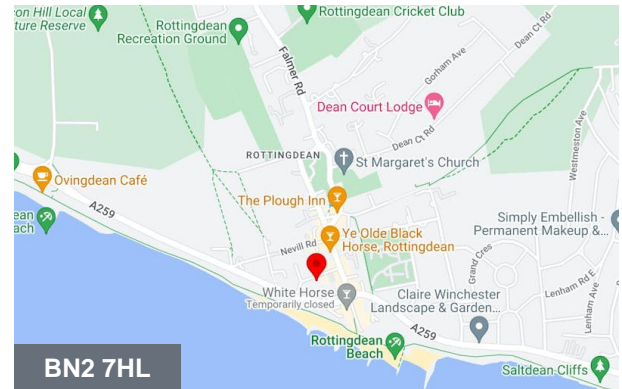 Rottingdean Cricket Club
con Hill Local
ture Reserve
Rottingdean
Recreation Ground
Falmer Rd
Dean Ct Rd
Gorham Ave
Dean Court Lodge
Dean Ct Rd
Westmeston Ave
ROTTINGDEAN
St Margaret's Church
Ovingdean Café
The Plough Inn
A259
ean
each
Simply Embellish -
Permanent Makeup &...
Ye Olde Black
Horse, Rottingdean
Nevill Rd
Grand Cres
Lenham Rd E
Lenham Ave
White Horse
Temporarily closed
Claire Winchester
Landscape & Garden...
A259
Rottingdean
Beach
Saltdean Cliffs
BN2 7HL